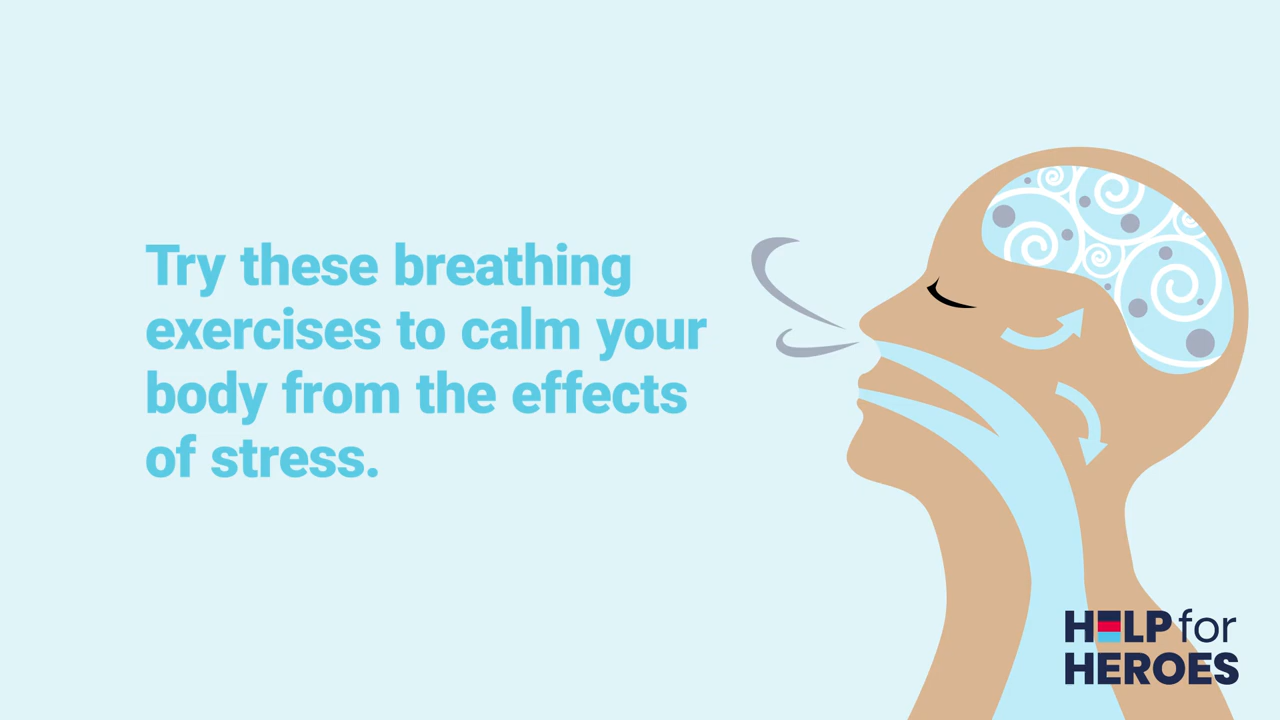 Try these breathing
exercises to calm your
body from the effects
of stress.
HELP for
HEROES